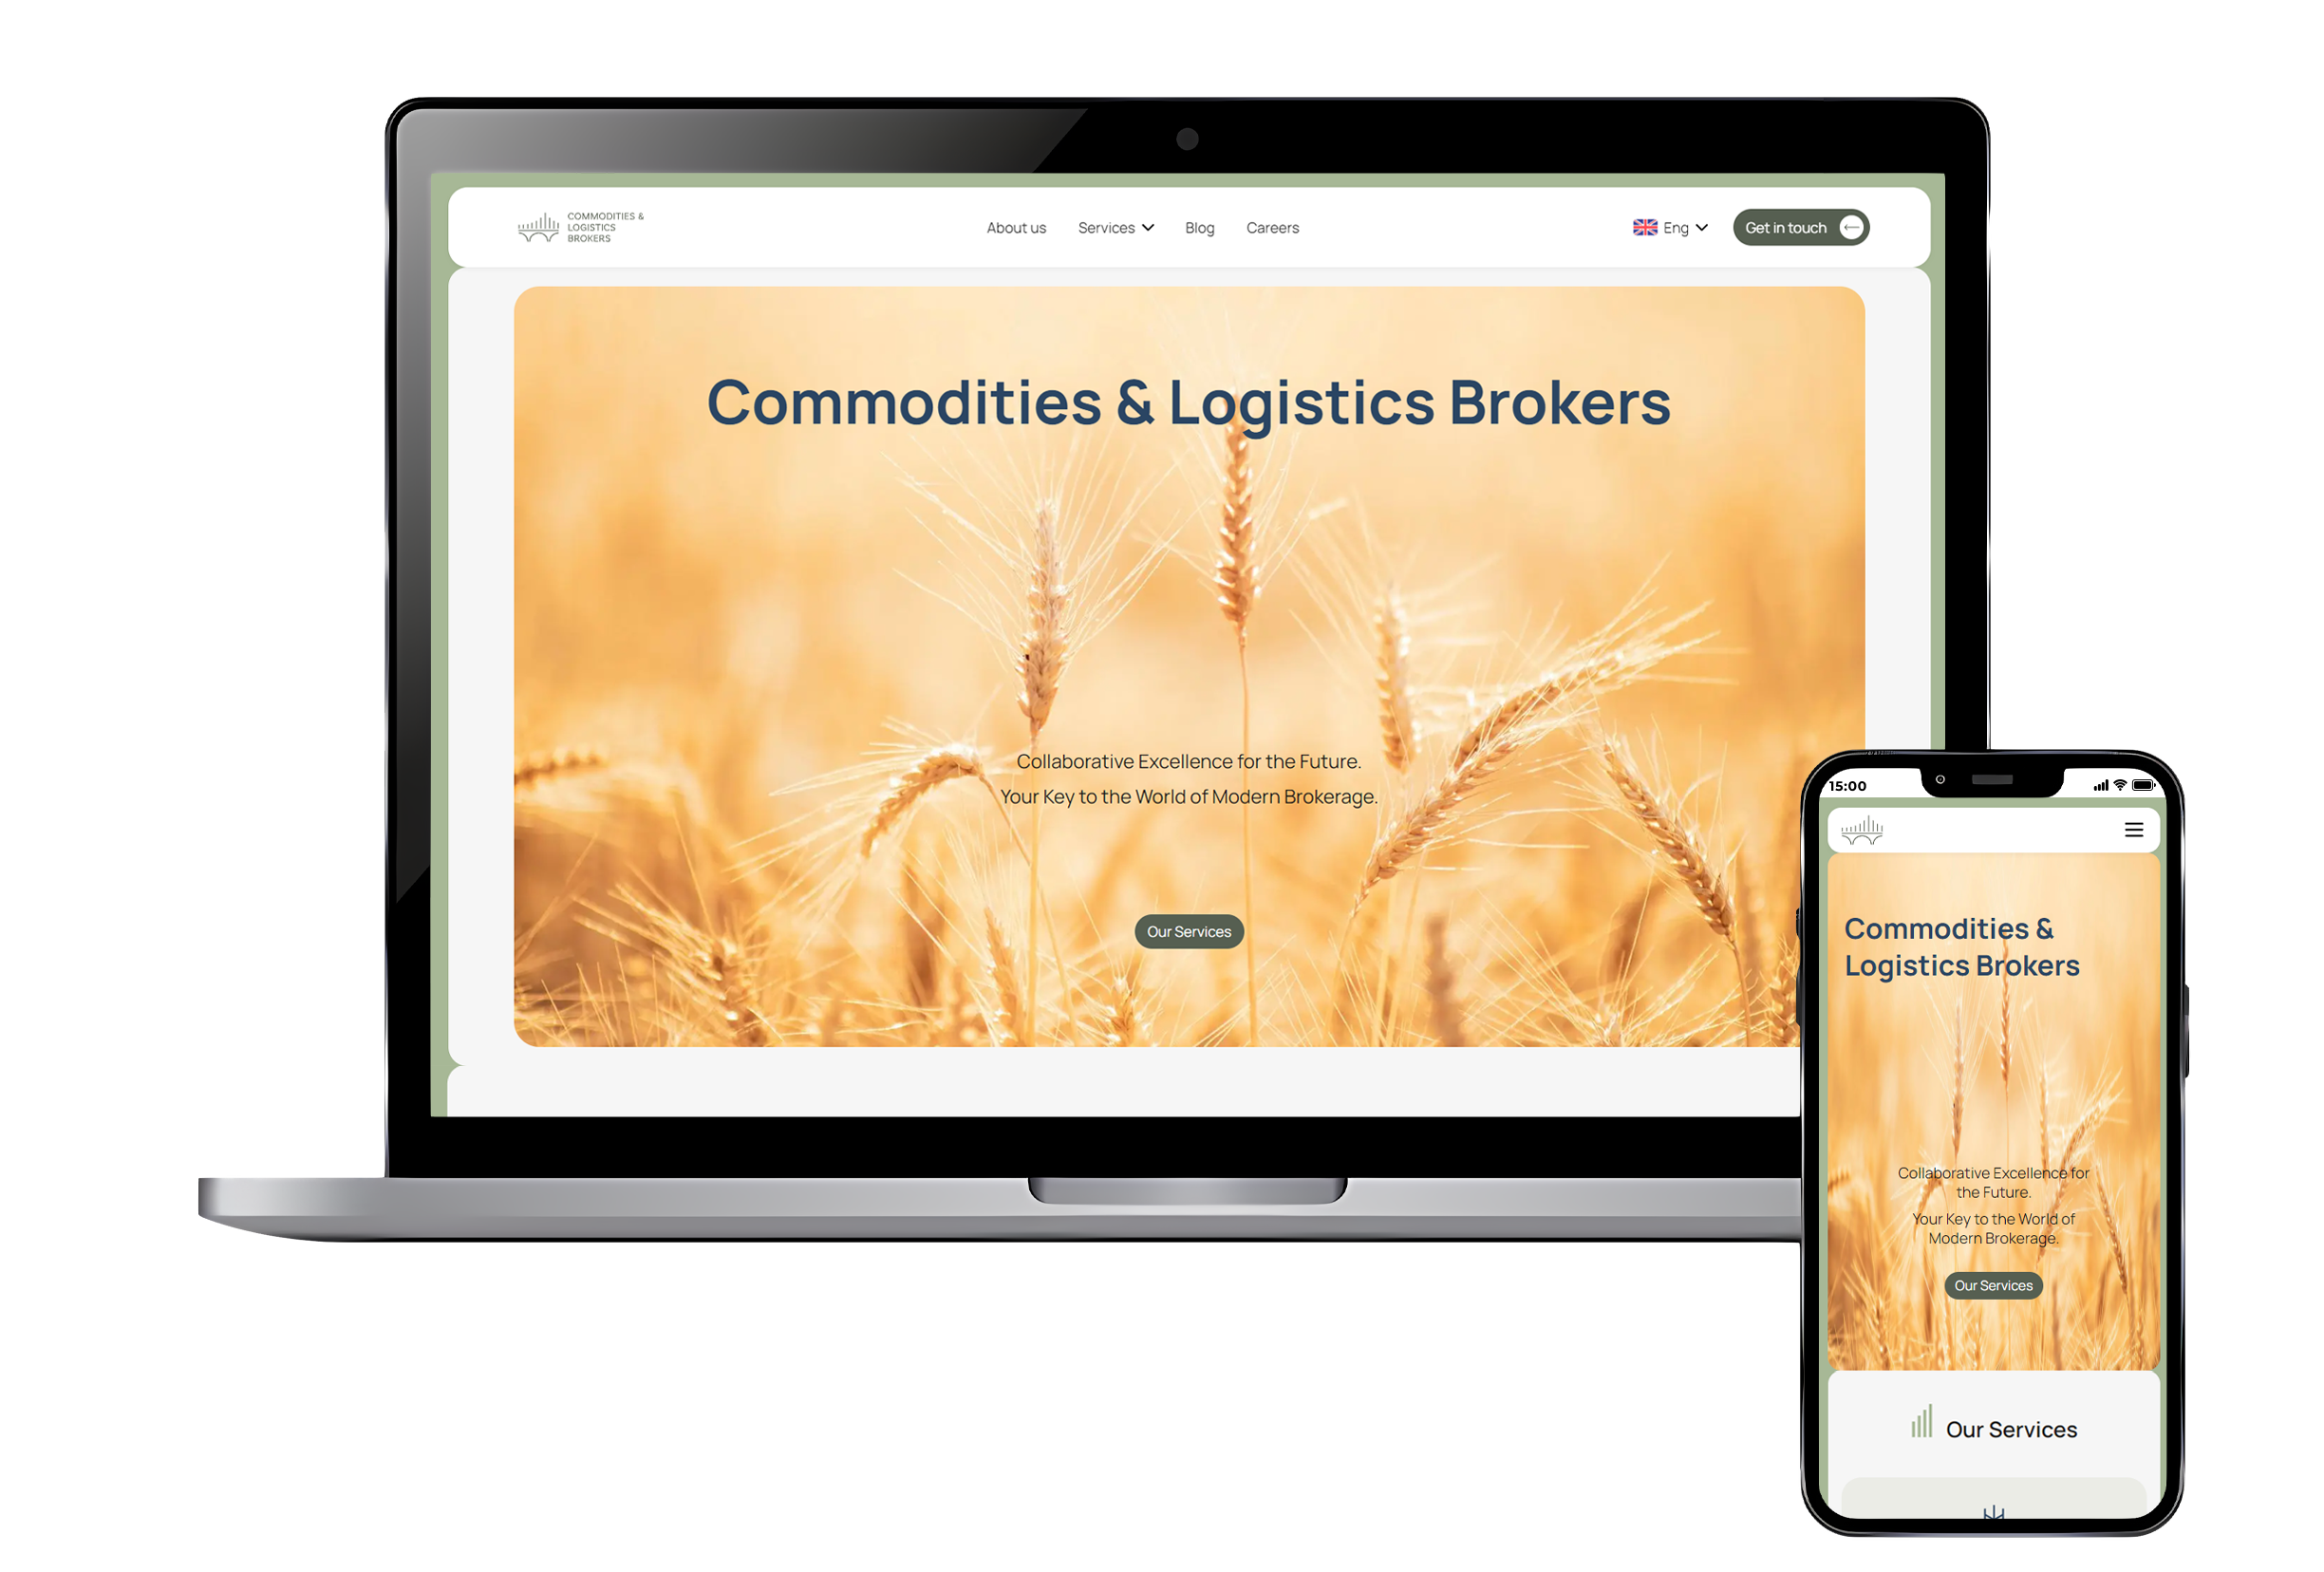 COMMODITIES &
LOGISTICS
BROKERS
About us
Services
Blog
Careers
Eng
Get in touch
Commodities & Logistics Brokers
Collaborative Excellence for the Future.
Your Key to the World of Modern Brokerage.
Our Services
15:00
Commodities &
Logistics Brokers
Collaborative Excellence for
the Future.
Your Key to the World of
Modern Brokerage.
Our Services
Our Services